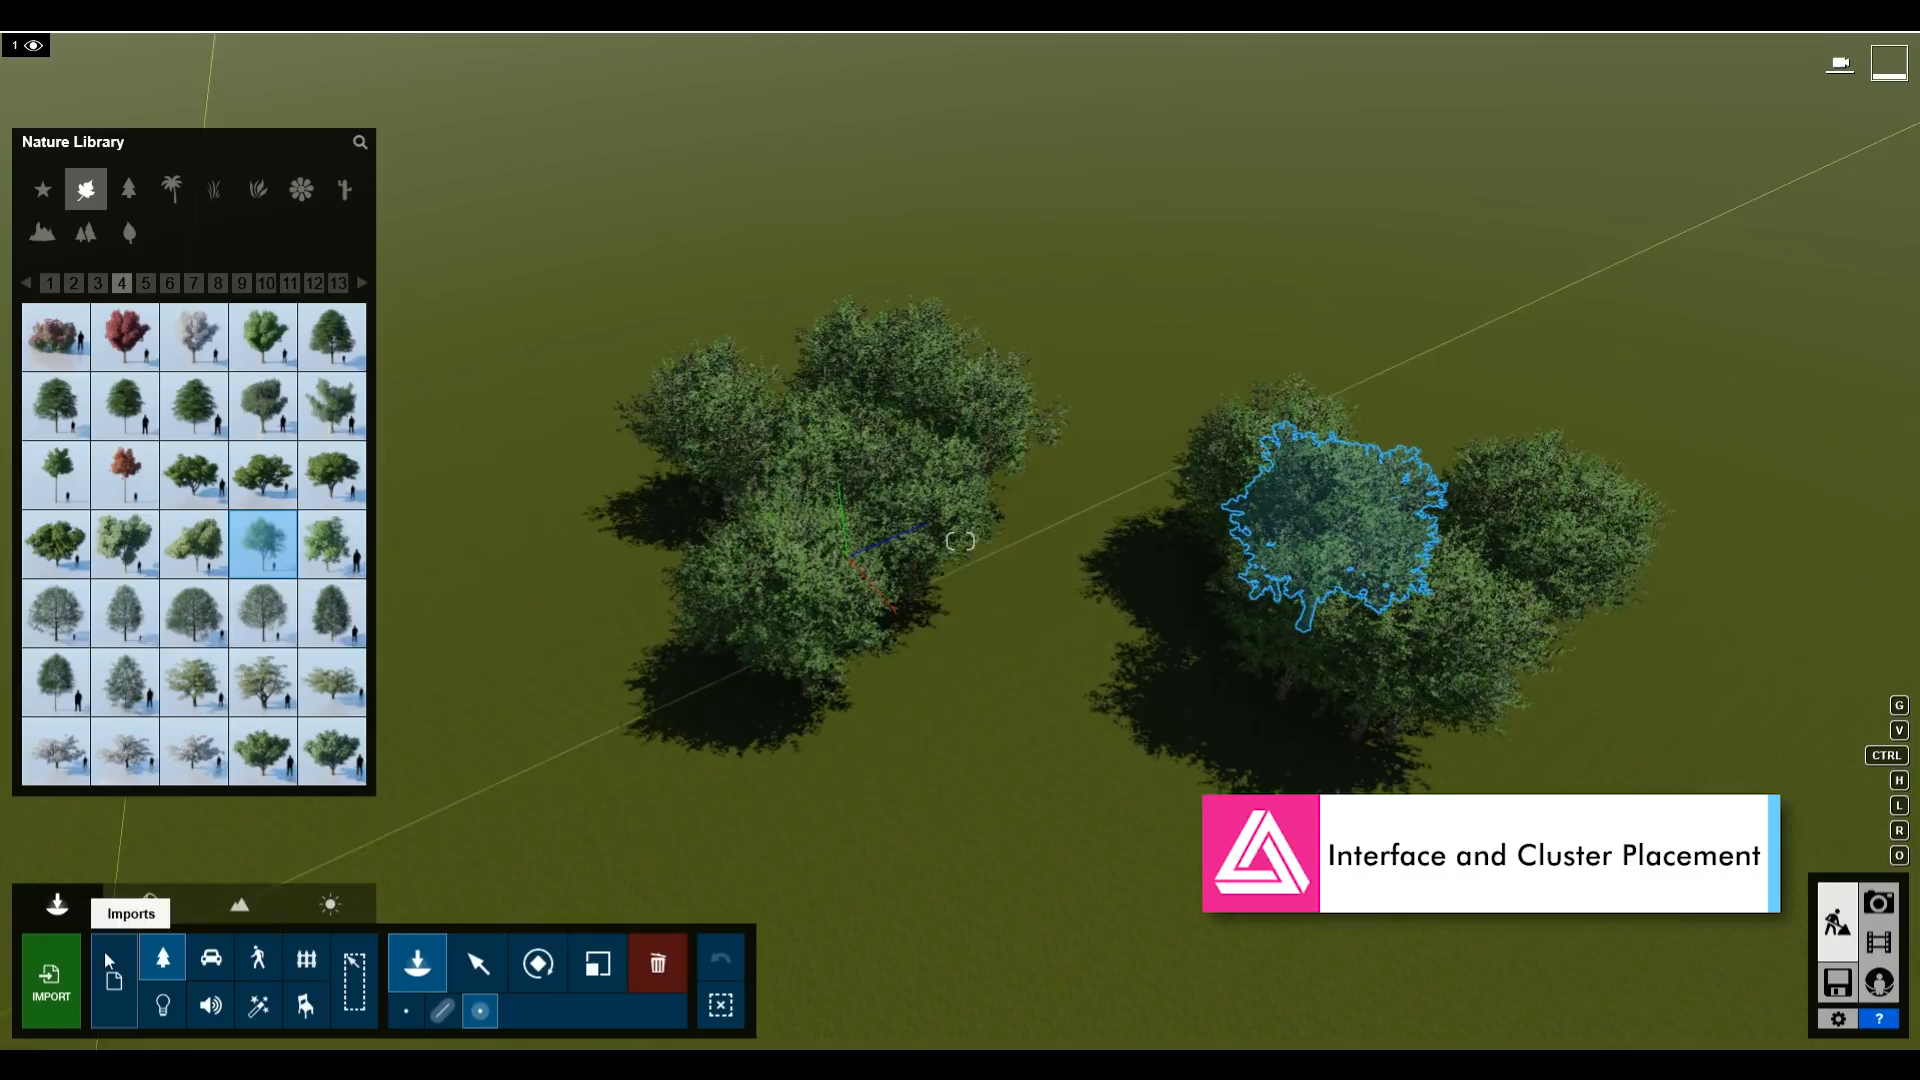 1
Nature Library
1 2 3 4 5 6 7 8 9 10 11 12 13
G
V
CTRL
H
L
R
O
Interface and Cluster Placement
Imports
IMPORT
?